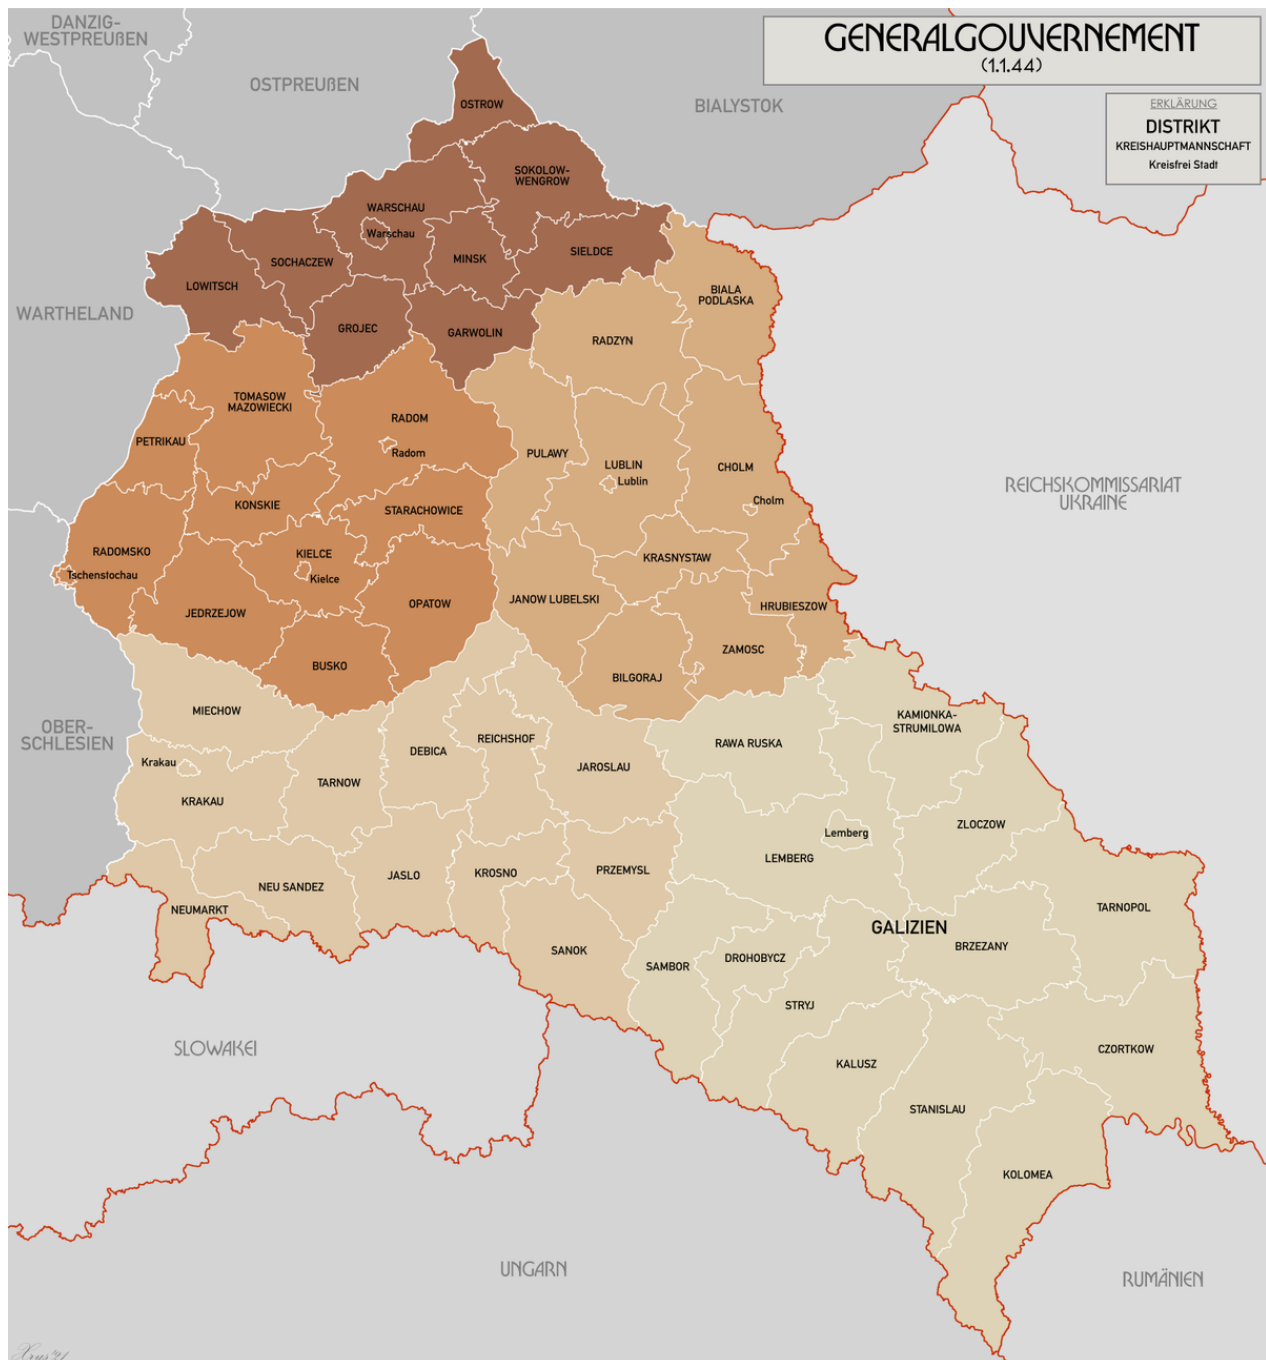 DANZIG-
WESTPREUßEN
OSTPREUßEN
BIALYSTOK
GENERALGOUVERNEMENT
(1.1.44)
ERKLÄRUNG
DISTRIKT
KREISHAUPTMANNSCHAFT
Kreisfrei Stadt
OSTROW
SOKOLOW-
WENGROW
WARSCHAU
Warschau
SOCHACZEW
MINSK
SIELDCE
LOWITSCH
WARTHELAND
GROJEC
GARWOLIN
BIALA
PODLASKA
RADZYN
TOMASOW
MAZOWIECKI
RADOM
Radom
PETRIKAU
PULAWY
LUBLIN
Lublin
CHOLM
Cholm
REICHSKOMMISSARIAT
UKRAINE
KONSKIE
STARACHOWICE
RADOMSKO
Tschenstochau
KIELCE
Kielce
KRASNYSTAW
JEDRZEJOW
OPATOW
JANOW LUBELSKI
HRUBIESZOW
BUSKO
ZAMOSC
BILGORAJ
OBER-
SCHLESIEN
MIECHOW
KAMIONKA-
STRUMILOWA
REICHSHOF
RAWA RUSKA
DEBICA
Krakau
JAROSLAU
TARNOW
KRAKAU
ZLOCZOW
Lemberg
LEMBERG
NEU SANDEZ
JASLO
KROSNO
PRZEMYSL
NEUMARKT
TARNOPOL
GALIZIEN
SANOK
SAMBOR
DROHOBYCZ
BRZEZANY
STRYJ
SLOWAKEI
CZORTKOW
KALUSZ
STANISLAU
KOLOMEA
UNGARN
RUMÄNIEN